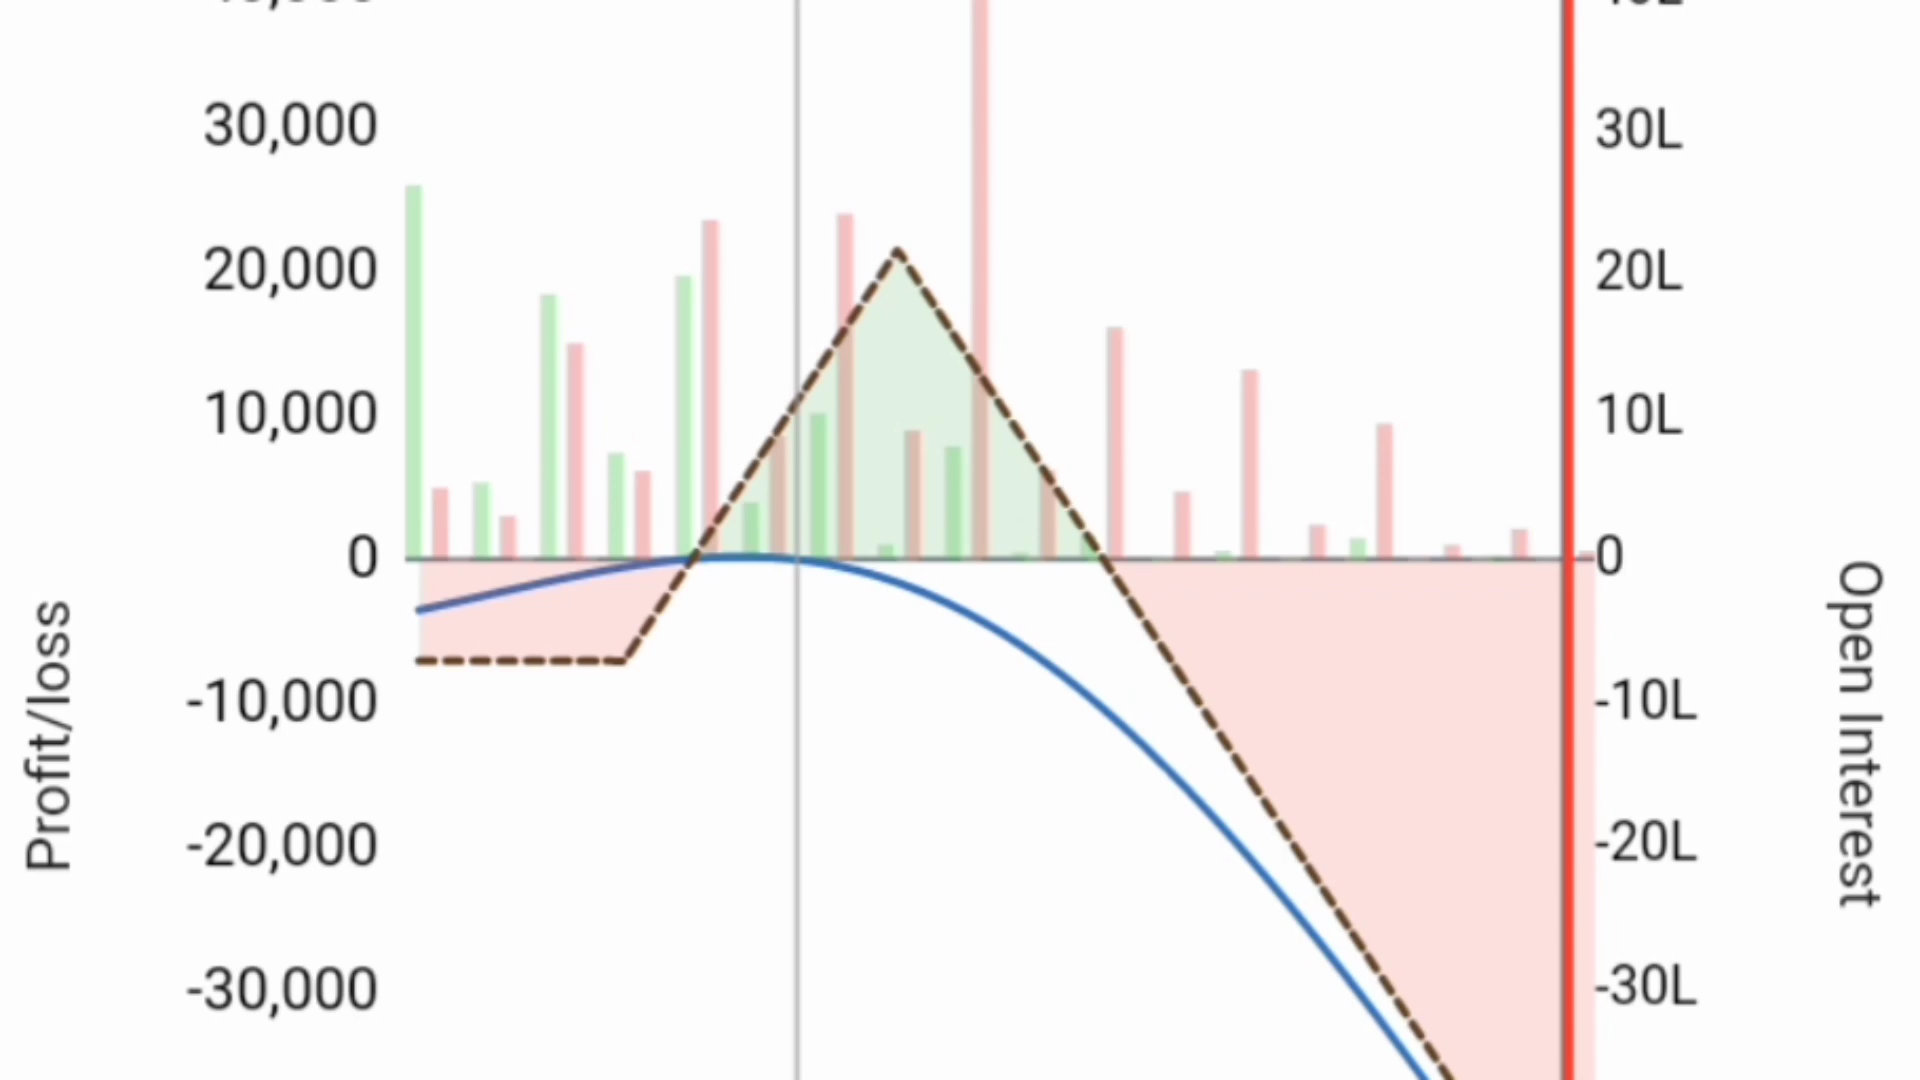 30,000
20,000
10,000
0
-10,000
-20,000
-30,000
Profit/loss
30L
20L
10L
0
-10L
-20L
-30L
Open Interest